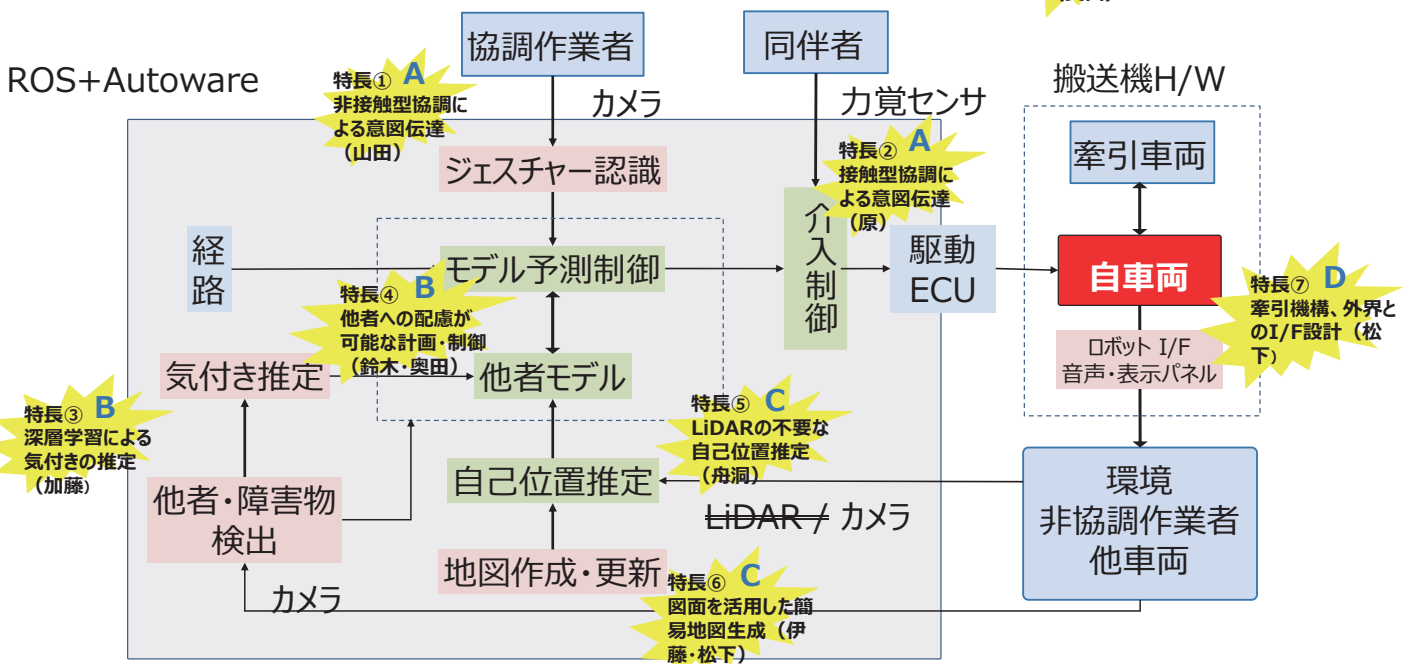 協調作業者
同伴者
ROS+Autoware
特長① A
非接触型協調に
よる意図伝達
(山田)
カメラ
力覚センサ
搬送機H/W
ジェスチャー認識
特長② A
接触型協調に
よる意図伝達
(原)
牽引車両
経
路
モデル予測制御
介
入
制
御
駆動
ECU
自車両
特長④ B
他者への配慮が
可能な計画・制御
(鈴木・奥田)
特長⑦ D
牽引機構、外界と
のI/F設計(松
下)
ロボット I/F
音声・表示パネル
気付き推定
他者モデル
特長③ B
深層学習による
気付きの推定
(加藤)
特長⑤ C
LiDARの不要な
自己位置推定
(舟洞)
他者・障害物
検出
自己位置推定
LiDAR / カメラ
環境
非協調作業者
他車両
地図作成・更新
カメラ
特長⑥ C
図面を活用した簡
易地図生成(伊
藤・松下)